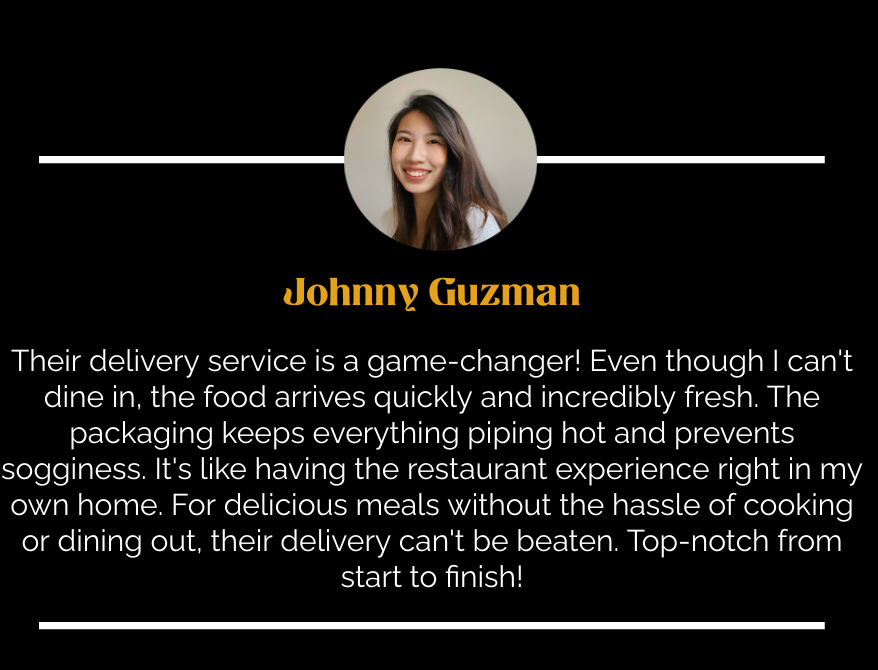 Johnny Guzman
Their delivery service is a game-changer! Even though I can't
dine in, the food arrives quickly and incredibly fresh. The
packaging keeps everything piping hot and prevents
sogginess. It's like having the restaurant experience right in my
own home. For delicious meals without the hassle of cooking
or dining out, their delivery can't be beaten. Top-notch from
start to finish!